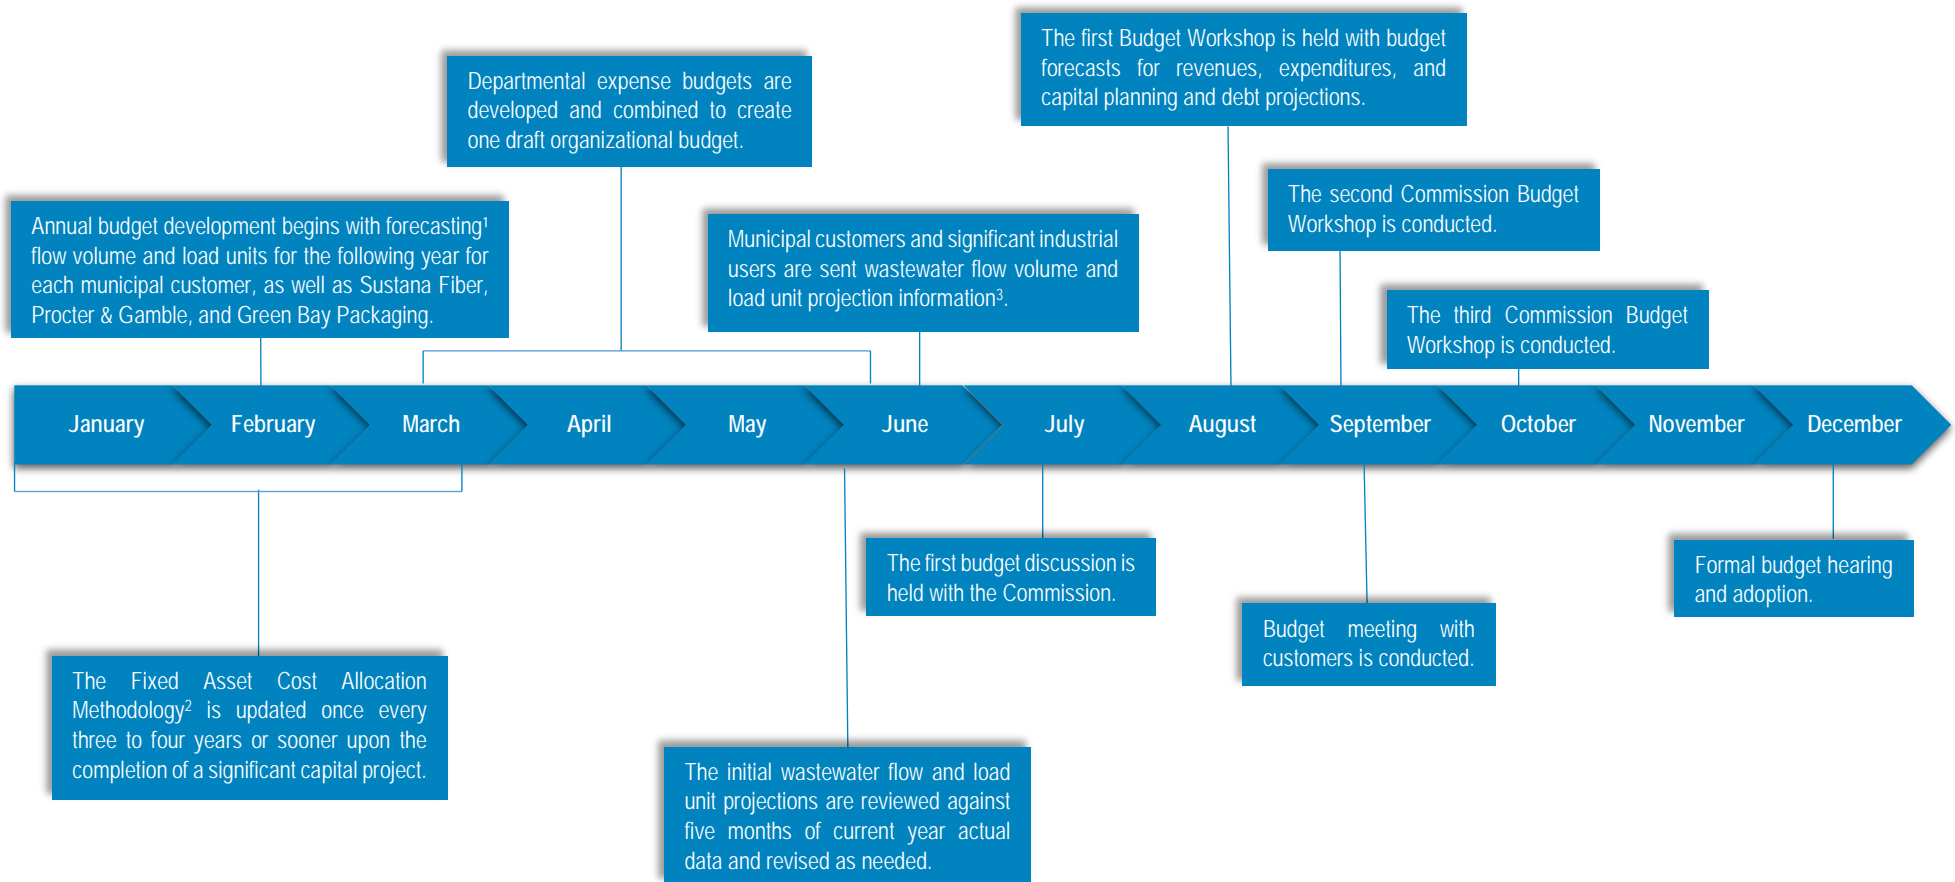 The first Budget Workshop is held with budget
forecasts for revenues, expenditures, and
capital planning and debt projections.
Departmental expense budgets are
developed and combined to create
one draft organizational budget.
The second Commission Budget
Workshop is conducted.
Annual budget development begins with forecasting¹
flow volume and load units for the following year for
each municipal customer, as well as Sustana Fiber,
Procter & Gamble, and Green Bay Packaging.
Municipal customers and significant industrial
users are sent wastewater flow volume and
load unit projection information³.
The third Commission Budget
Workshop is conducted.
January February March April May June July August September October November December
The first budget discussion is
held with the Commission.
Formal budget hearing
and adoption.
Budget meeting with
customers is conducted.
The Fixed Asset Cost Allocation
Methodology² is updated once every
three to four years or sooner upon the
completion of a significant capital project.
The initial wastewater flow and load
unit projections are reviewed against
five months of current year actual
data and revised as needed.